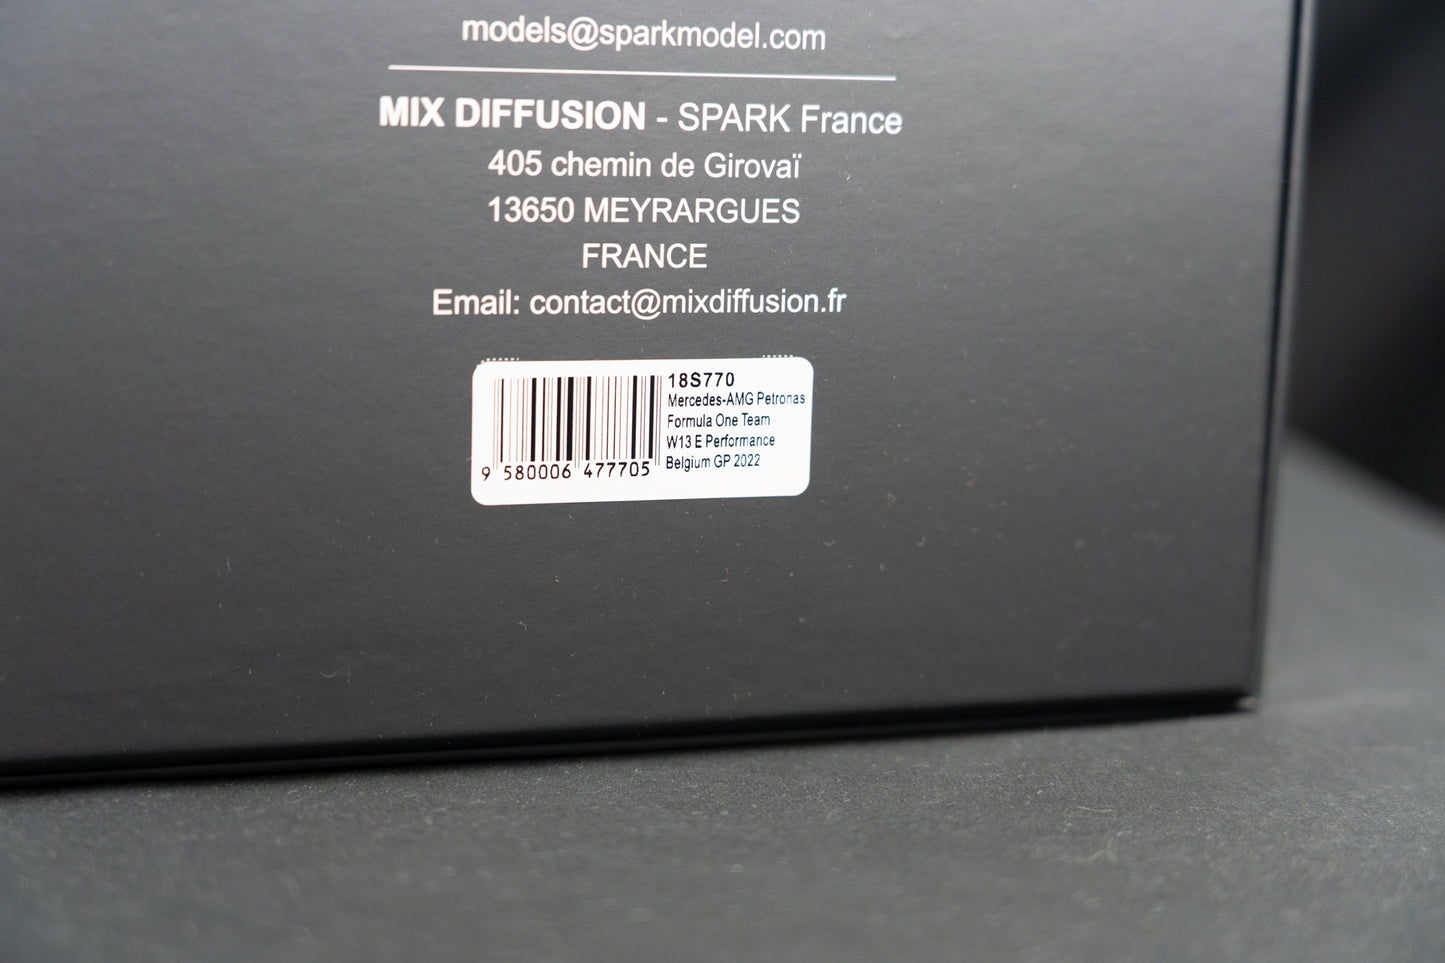 models@sparkmodel.com
MIX DIFFUSION - SPARK France
405 chemin de Girovaï
13650 MEYRARGUES
FRANCE
Email: contact@mixdiffusion.fr
18S770
Mercedes-AMG Petronas
Formula One Team
W13 E Performance
Belgium GP 2022
9 580006 477705